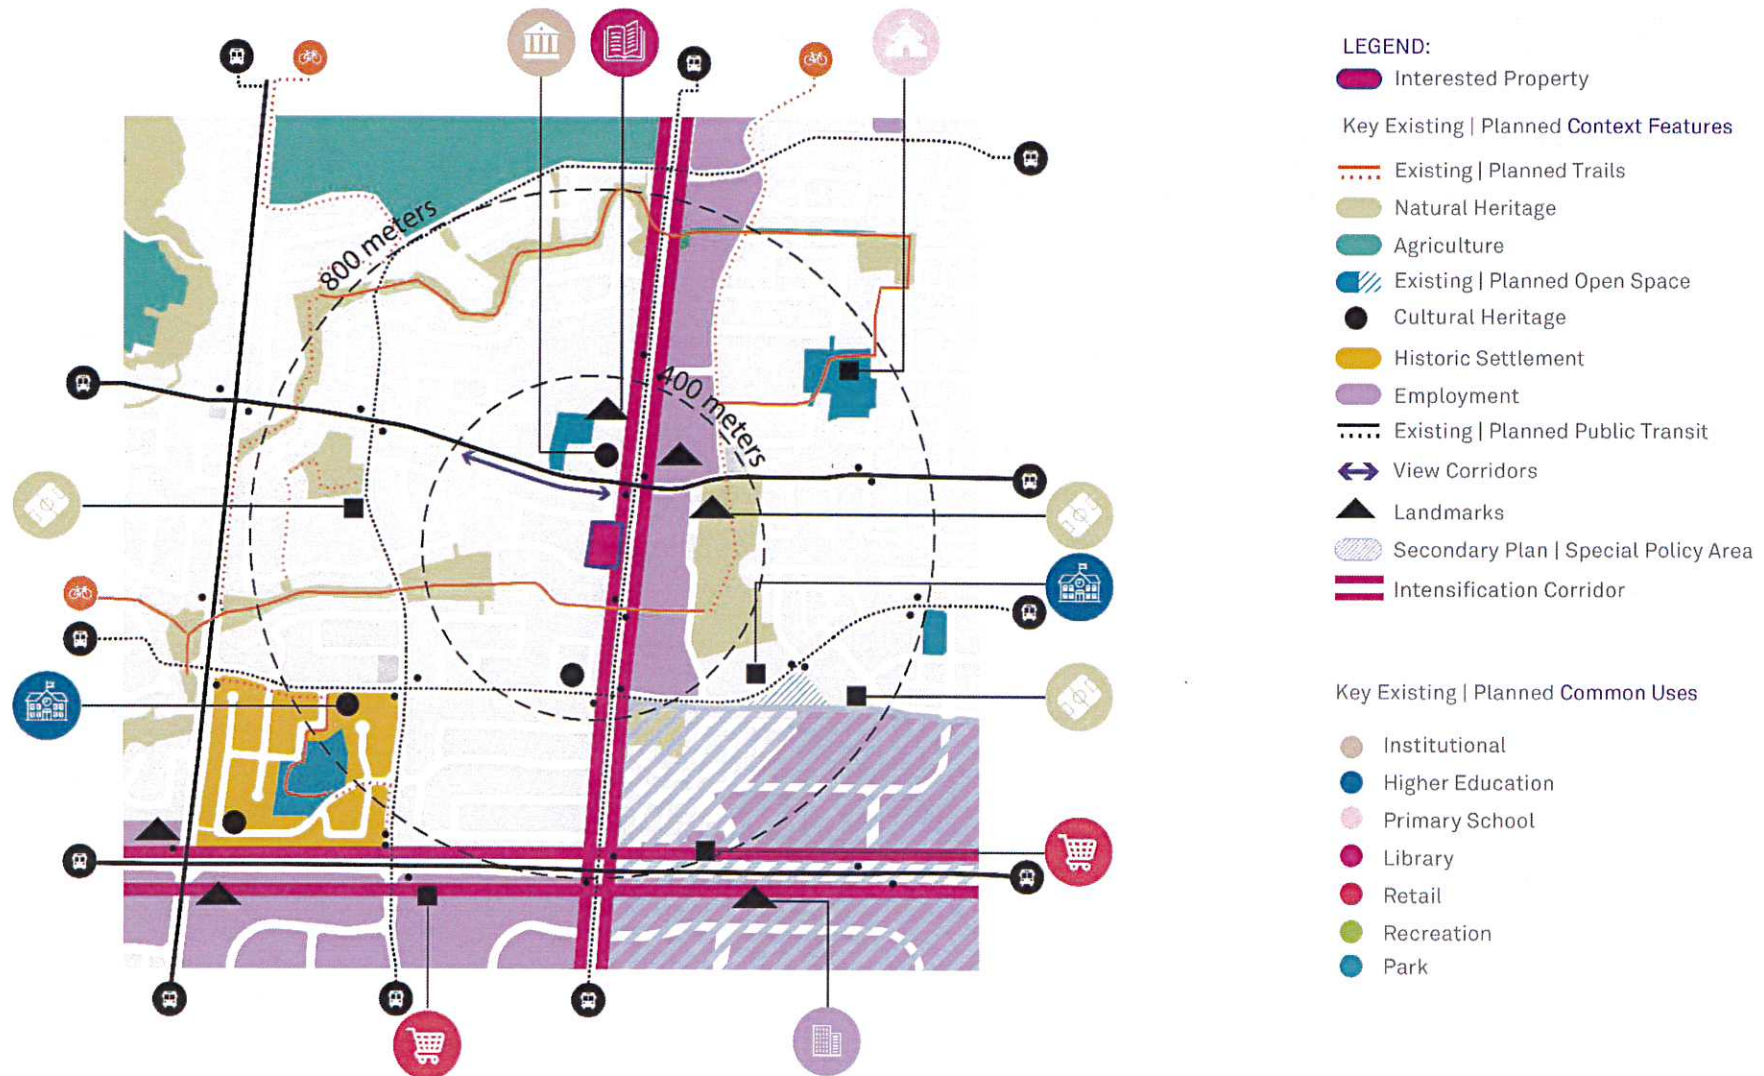 800 meters
400 meters
LEGEND:
Interested Property
Key Existing | Planned Context Features
Existing | Planned Trails
Natural Heritage
Agriculture
Existing | Planned Open Space
Cultural Heritage
Historic Settlement
Employment
Existing | Planned Public Transit
View Corridors
Landmarks
Secondary Plan | Special Policy Area
Intensification Corridor
Key Existing | Planned Common Uses
Institutional
Higher Education
Primary School
Library
Retail
Recreation
Park